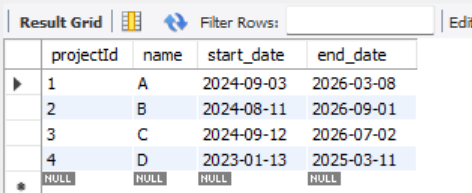 Result Grid Filter Rows: Edi
projectId name start_date end_date
1 A 2024-09-03 2026-03-08
2 B 2024-08-11 2026-09-01
3 C 2024-09-12 2026-07-02
4 D 2023-01-13 2025-03-11
NULL NULL NULL NULL